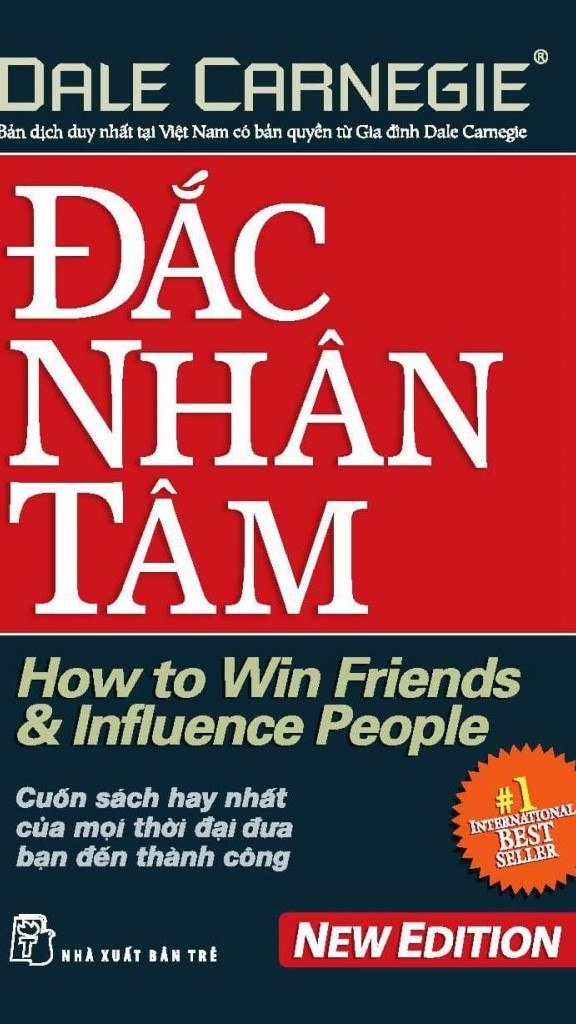 DALE CARNEGIE®
Bản dịch duy nhất tại Việt Nam có bản quyền từ Gia đình Dale Carnegie
ĐẮC
NHÂN
TÂM
How to Win Friends
& Influence People
Cuốn sách hay nhất
của mọi thời đại đưa
bạn đến thành công
#1
INTERNATIONAL
BEST
SELLER
NHÀ XUẤT BẢN TRẺ
NEW EDITION